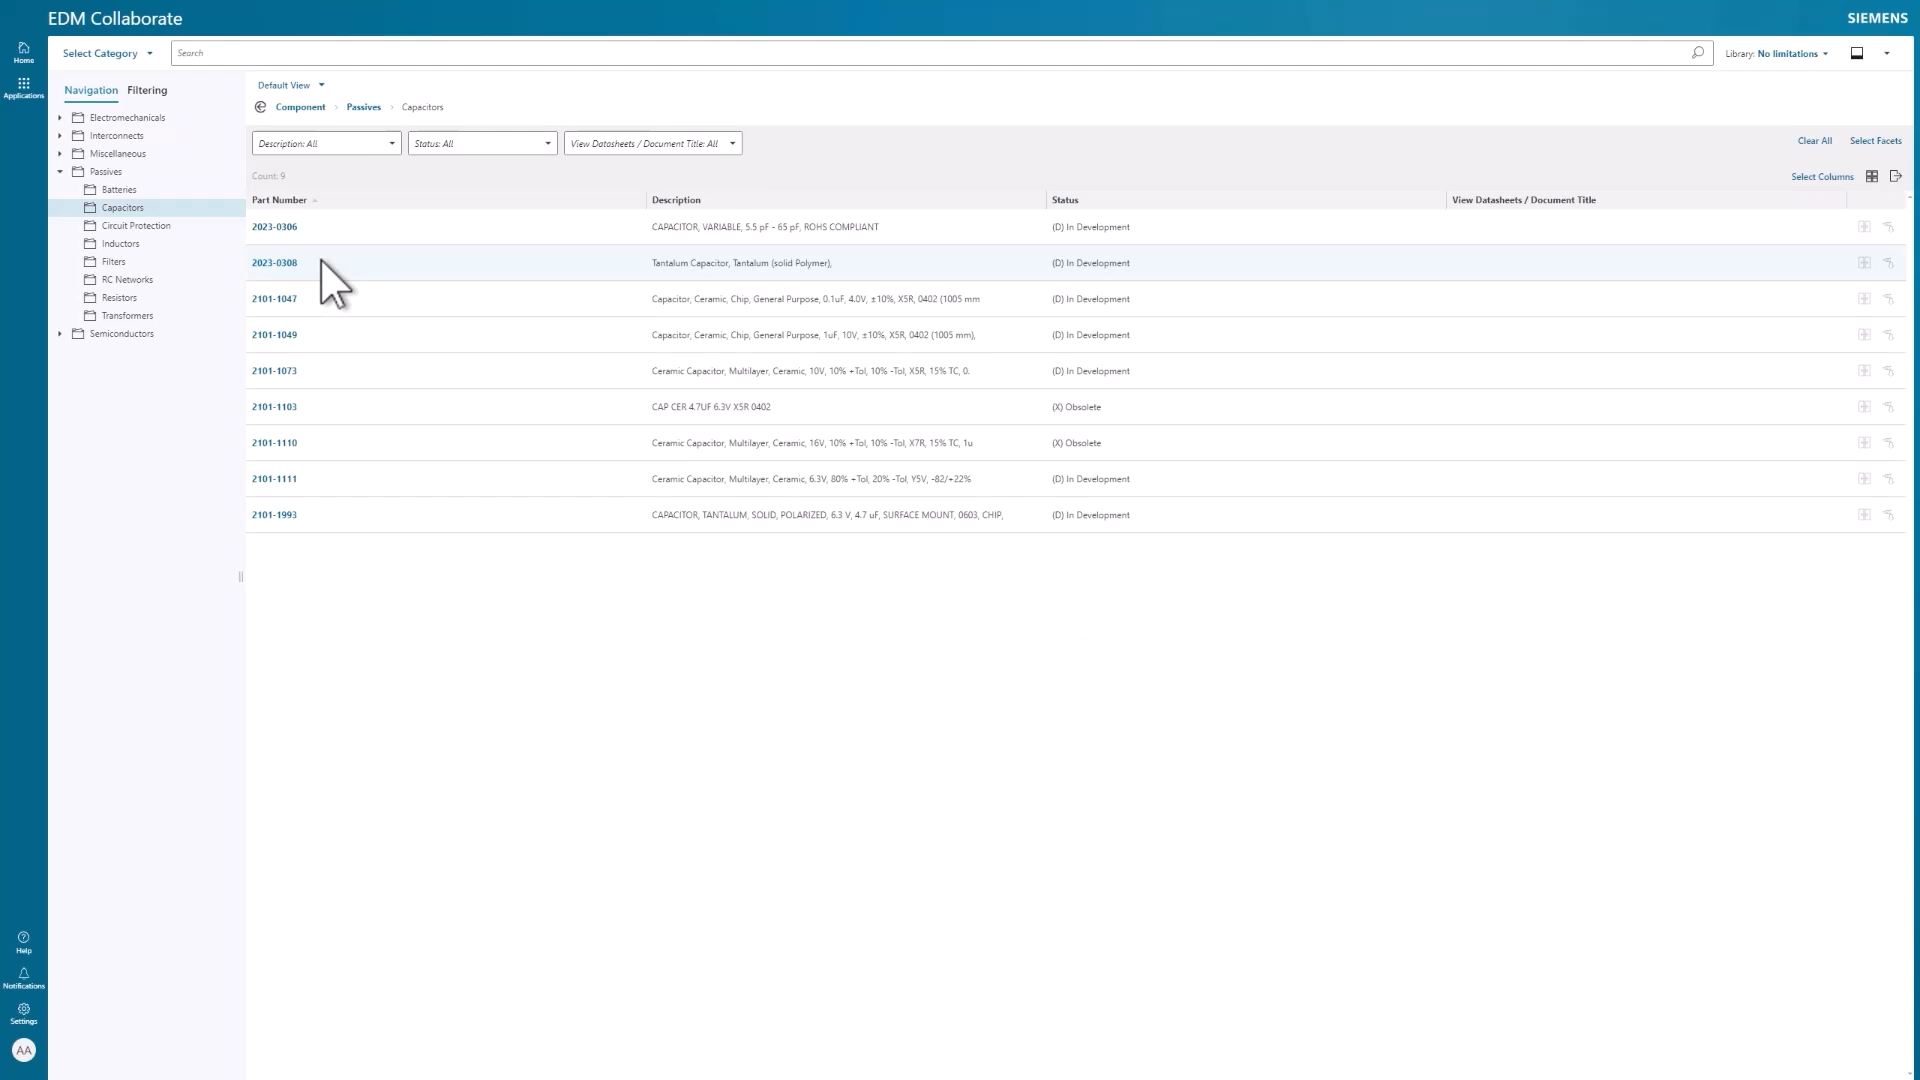 EDM Collaborate
SIEMENS
Home
Select Category
Search
Library: No limitations
Applications
Navigation Filtering
Default View
Component > Passives > Capacitors
Electromechanicals
Interconnects
Miscellaneous
Passives
Batteries
Capacitors
Circuit Protection
Inductors
Filters
RC Networks
Resistors
Transformers
Semiconductors
Description: All
Status: All
View Datasheets / Document Title: All
Clear All
Select Facets
Count: 9
Select Columns
Part Number Description Status View Datasheets / Document Title
2023-0306 CAPACITOR, VARIABLE, 5.5 pF - 65 pF, ROHS COMPLIANT (D) In Development
2023-0308 Tantalum Capacitor, Tantalum (solid Polymer), (D) In Development
2101-1047 Capacitor, Ceramic, Chip, General Purpose, 0.1uF, 4.0V, ±10%, X5R, 0402 (1005 mm (D) In Development
2101-1049 Capacitor, Ceramic, Chip, General Purpose, 1uF, 10V, ±10%, X5R, 0402 (1005 mm), (D) In Development
2101-1073 Ceramic Capacitor, Multilayer, Ceramic, 10V, 10% +Tol, 10% -Tol, X5R, 15% TC, 0. (D) In Development
2101-1103 CAP CER 4.7UF 6.3V X5R 0402 (X) Obsolete
2101-1110 Ceramic Capacitor, Multilayer, Ceramic, 16V, 10% +Tol, 10% -Tol, X7R, 15% TC, 1u (X) Obsolete
2101-1111 Ceramic Capacitor, Multilayer, Ceramic, 6.3V, 80% +Tol, 20% -Tol, Y5V, -82/+22% (D) In Development
2101-1993 CAPACITOR, TANTALUM, SOLID, POLARIZED, 6.3 V, 4.7 uF, SURFACE MOUNT, 0603, CHIP, (D) In Development
Help
Notifications
Settings
AA